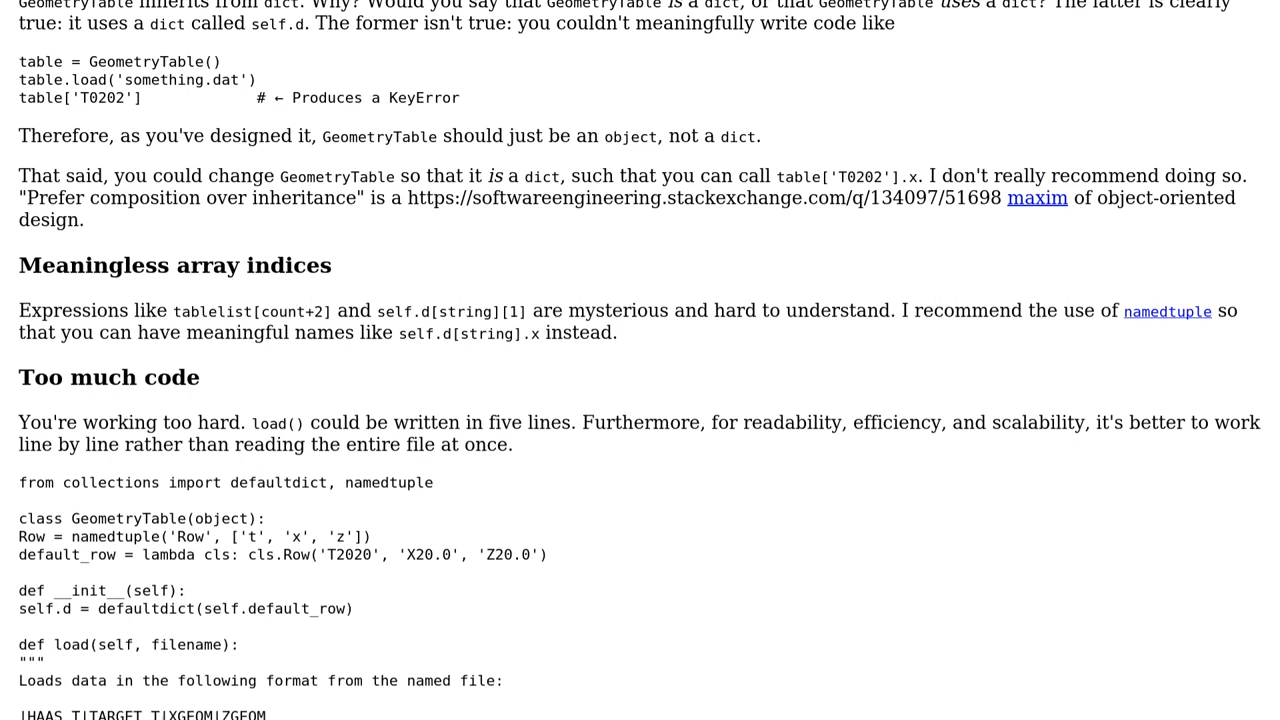 GeometryTable inherits from dict. Why? Would you say that GeometryTable is a dict, or that GeometryTable uses a dict? The latter is clearly
true: it uses a dict called self.d. The former isn't true: you couldn't meaningfully write code like
table = GeometryTable()
table.load('something.dat')
table['T0202']             # ← Produces a KeyError
Therefore, as you've designed it, GeometryTable should just be an object, not a dict.
That said, you could change GeometryTable so that it is a dict, such that you can call table['T0202'].x. I don't really recommend doing so.
"Prefer composition over inheritance" is a https://softwareengineering.stackexchange.com/q/134097/51698 maxim of object-oriented
design.
Meaningless array indices
Expressions like tablelist[count+2] and self.d[string][1] are mysterious and hard to understand. I recommend the use of namedtuple so
that you can have meaningful names like self.d[string].x instead.
Too much code
You're working too hard. load() could be written in five lines. Furthermore, for readability, efficiency, and scalability, it's better to work
line by line rather than reading the entire file at once.
from collections import defaultdict, namedtuple
class GeometryTable(object):
Row = namedtuple('Row', ['t', 'x', 'z'])
default_row = lambda cls: cls.Row('T2020', 'X20.0', 'Z20.0')
def __init__(self):
self.d = defaultdict(self.default_row)
def load(self, filename):
"""
Loads data in the following format from the named file:
|HAAS T|TARGET T|XGEOM|ZGEOM